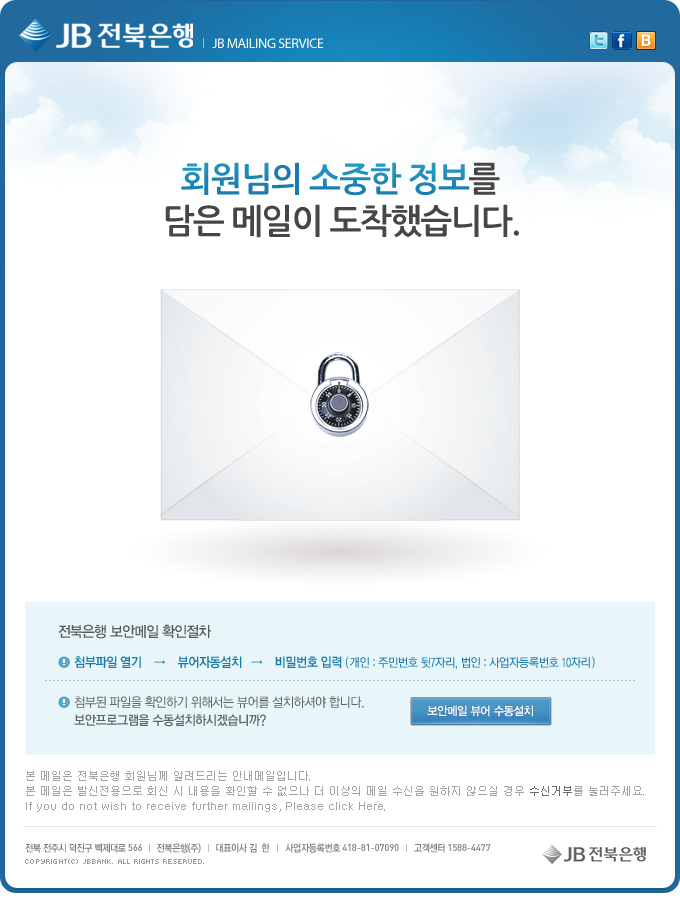 JB 전북은행 | JB MAILING SERVICE
회원님의 소중한 정보를
담은 메일이 도착했습니다.
전북은행 보안메일 확인절차
첨부파일 열기 → 뷰어자동설치 → 비밀번호 입력 (개인 : 주민번호 뒷7자리, 법인 : 사업자등록번호 10자리)
첨부된 파일을 확인하기 위해서는 뷰어를 설치하셔야 합니다.
보안프로그램을 수동설치하시겠습니까?
보안메일 뷰어 수동설치
본 메일은 전북은행 회원님께 알려드리는 안내메일입니다.
본 메일은 발신전용으로 회신 시 내용을 확인할 수 없으나 더 이상의 메일 수신을 원하지 않으실 경우 수신거부를 눌러주세요.
If you do not wish to receive further mailings, Please click Here.
전북 전주시 덕진구 백제대로 566 | 전북은행(주) | 대표이사 김 한 | 사업자등록번호 418-81-07090 | 고객센터 1588-4477
COPYRIGHT(C) JBBANK. ALL RIGHTS RESERVED.
JB 전북은행